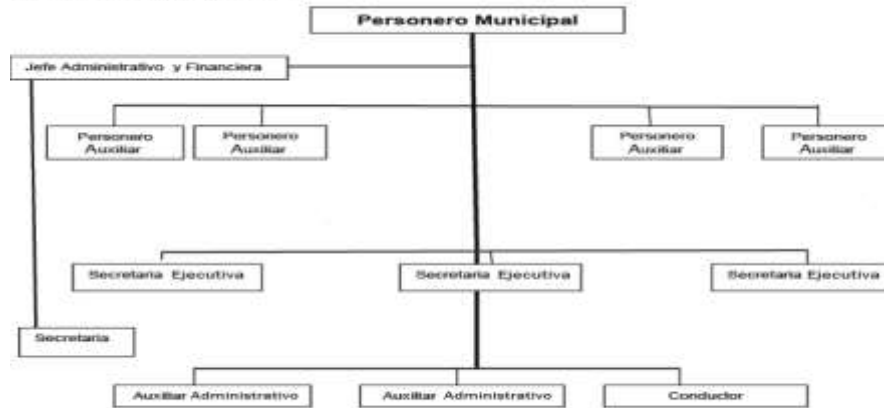 Personero Municipal
Jefe Administrativo y Financiera
Personero
Auxiliar
Personero
Auxiliar
Personero
Auxiliar
Personero
Auxiliar
Secretaria Ejecutiva
Secretaria Ejecutiva
Secretaria Ejecutiva
Secretaria
Auxiliar Administrativo
Auxiliar Administrativo
Conductor